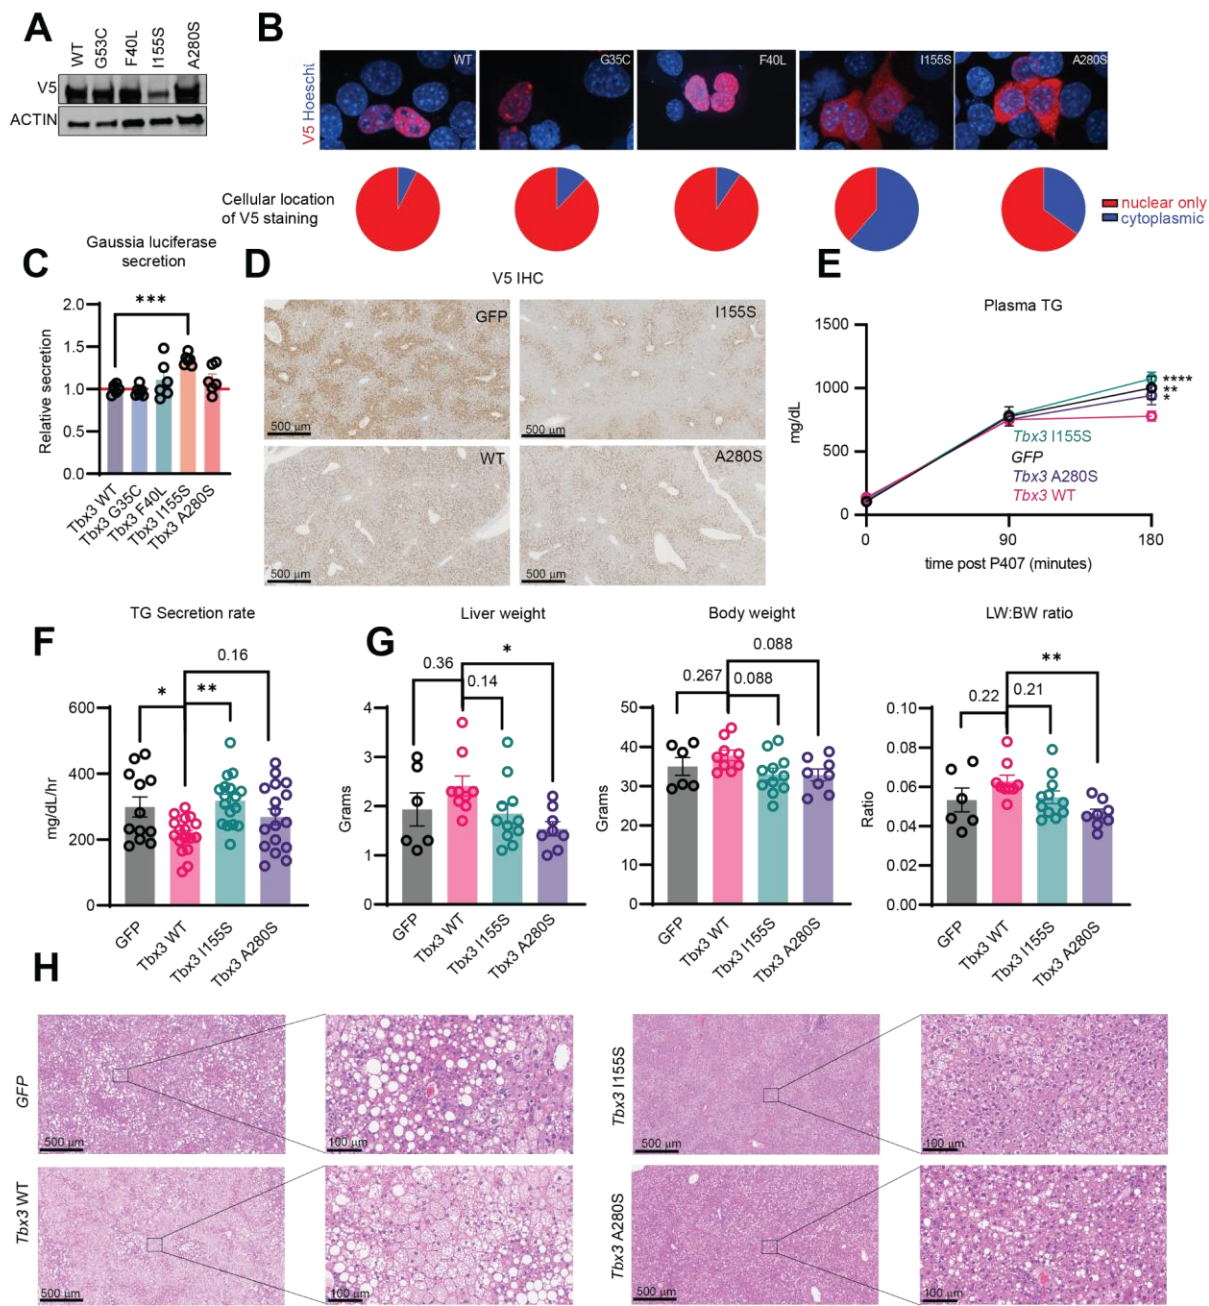 A
WT
G53C
F40L
I155S
A280S
V5
ACTIN
B
V5 Hoescht
WT
G35C
F40L
I155S
A280S
Cellular location
of V5 staining
nuclear only
cytoplasmic
C
Gaussia luciferase
secretion
Relative secretion
2.0
1.5
1.0
0.5
0.0
***
Tbx3 WT
Tbx3 G35C
Tbx3 F40L
Tbx3 I155S
Tbx3 A280S
D
V5 IHC
GFP
500 µm
I155S
500 µm
WT
500 µm
A280S
500 µm
E
Plasma TG
mg/dL
1500
1000
500
0
****
**
*
Tbx3 I155S
GFP
Tbx3 A280S
Tbx3 WT
0
90
180
time post P407 (minutes)
F
TG Secretion rate
0.16
*
**
mg/dL/hr
600
400
200
0
GFP
Tbx3 WT
Tbx3 I155S
Tbx3 A280S
G
Liver weight
0.36
*
0.14
Grams
4
3
2
1
0
GFP
Tbx3 WT
Tbx3 I155S
Tbx3 A280S
Body weight
0.088
0.267
0.088
Grams
50
40
30
20
10
0
GFP
Tbx3 WT
Tbx3 I155S
Tbx3 A280S
LW:BW ratio
**
0.22
0.21
Ratio
0.10
0.08
0.06
0.04
0.02
0.00
GFP
Tbx3 WT
Tbx3 I155S
Tbx3 A280S
H
GFP
500 µm
100 µm
Tbx3 I155S
500 µm
100 µm
Tbx3 WT
500 µm
100 µm
Tbx3 A280S
500 µm
100 µm